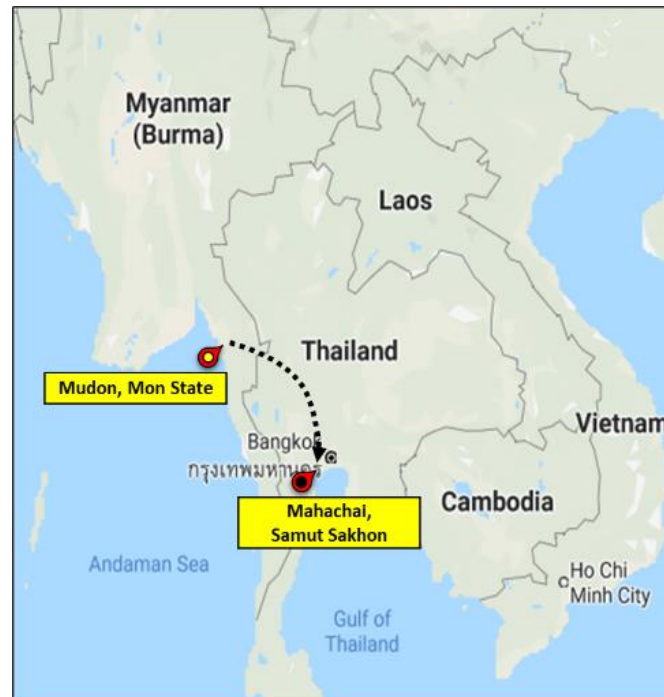 Myanmar
(Burma)
Laos
Thailand
Mudon, Mon State
Vietnam
Bangkok
กรุงเทพมหานคร
Mahachai,
Samut Sakhon
Cambodia
Andaman Sea
Ho Chi
Minh City
Gulf of
Thailand